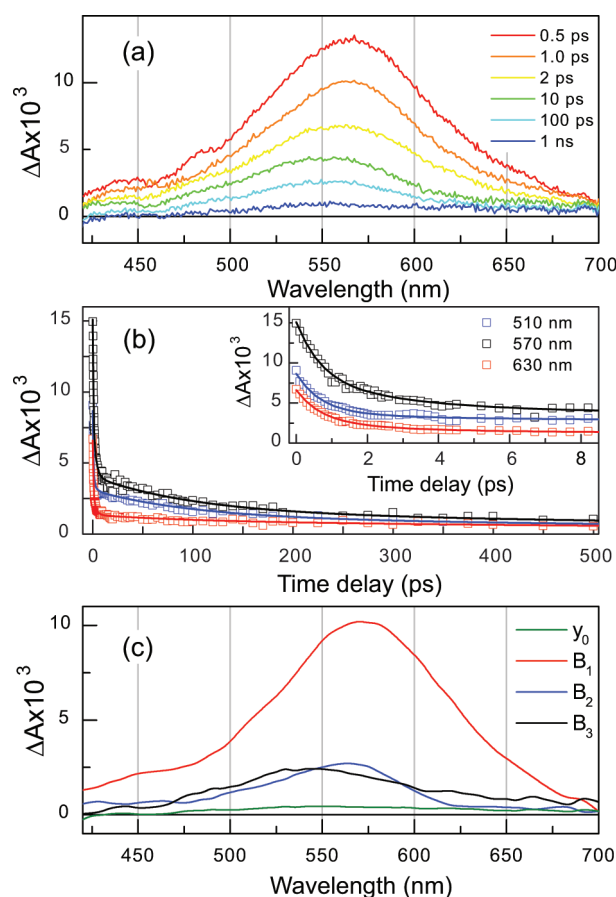 (a)
0.5 ps
1.0 ps
2 ps
10 ps
100 ps
1 ns
ΔAx10³
10
5
0
450 500 550 600 650 700
Wavelength (nm)
(b)
510 nm
570 nm
630 nm
ΔAx10³
15
10
5
0
0 2 4 6 8
Time delay (ps)
ΔAx10³
15
10
5
0
0 100 200 300 400 500
Time delay (ps)
(c)
y₀
B₁
B₂
B₃
ΔAx10³
10
5
0
450 500 550 600 650 700
Wavelength (nm)